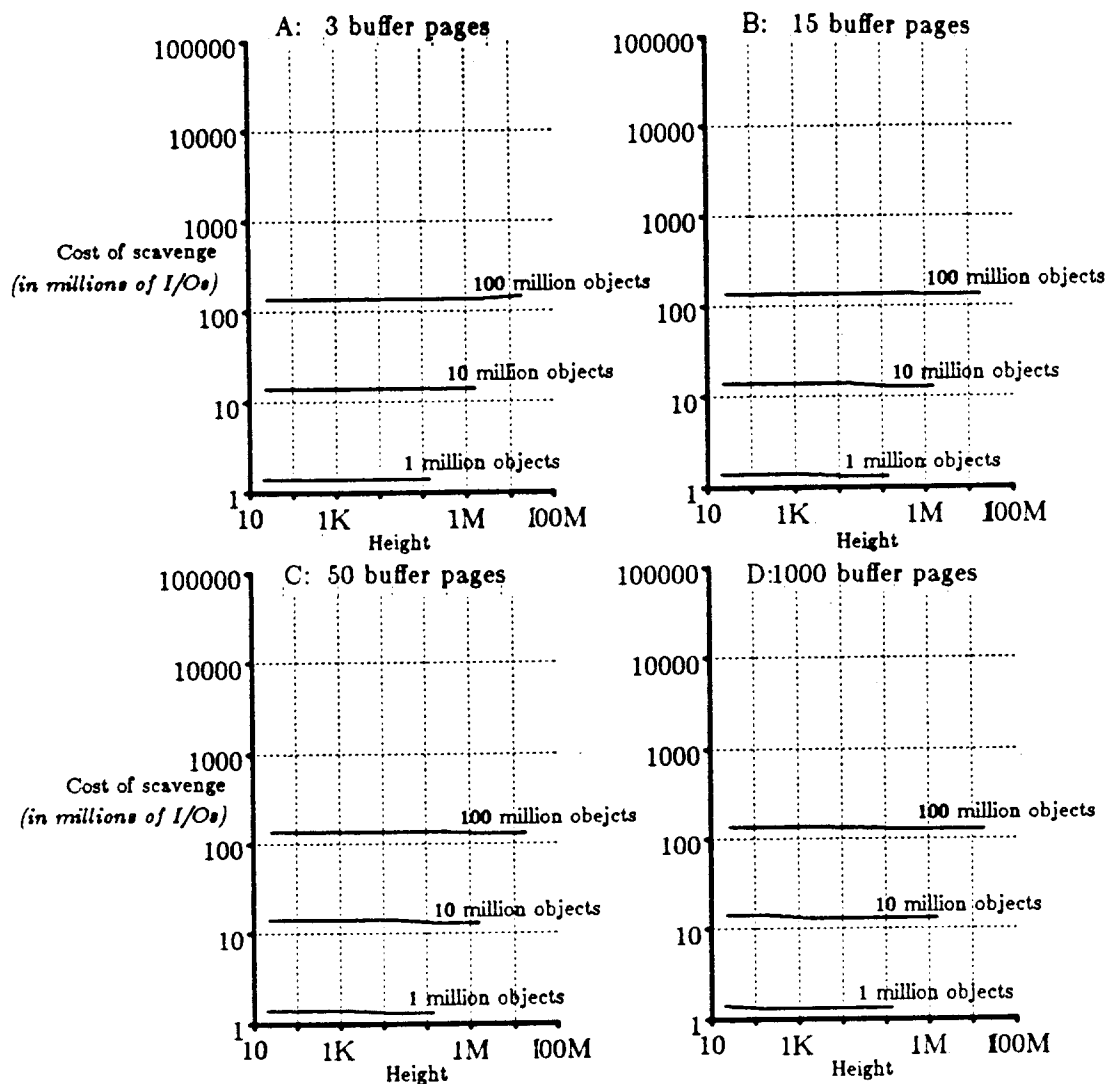 A: 3 buffer pages
100000
10000
1000
Cost of scavenge
(in millions of I/Os)
100 million objects
100
10 million objects
10
1 million objects
1
10 1K 1M 100M
Height
B: 15 buffer pages
100000
10000
1000
100 million objects
100
10 million objects
10
1 million objects
1
10 1K 1M 100M
Height
C: 50 buffer pages
100000
10000
1000
Cost of scavenge
(in millions of I/Os)
100 million obejcts
100
10 million objects
10
1 million objects
1
10 1K 1M 100M
Height
D:1000 buffer pages
100000
10000
1000
100 million objects
100
10 million objects
10
1 million objects
1
10 1K 1M 100M
Height